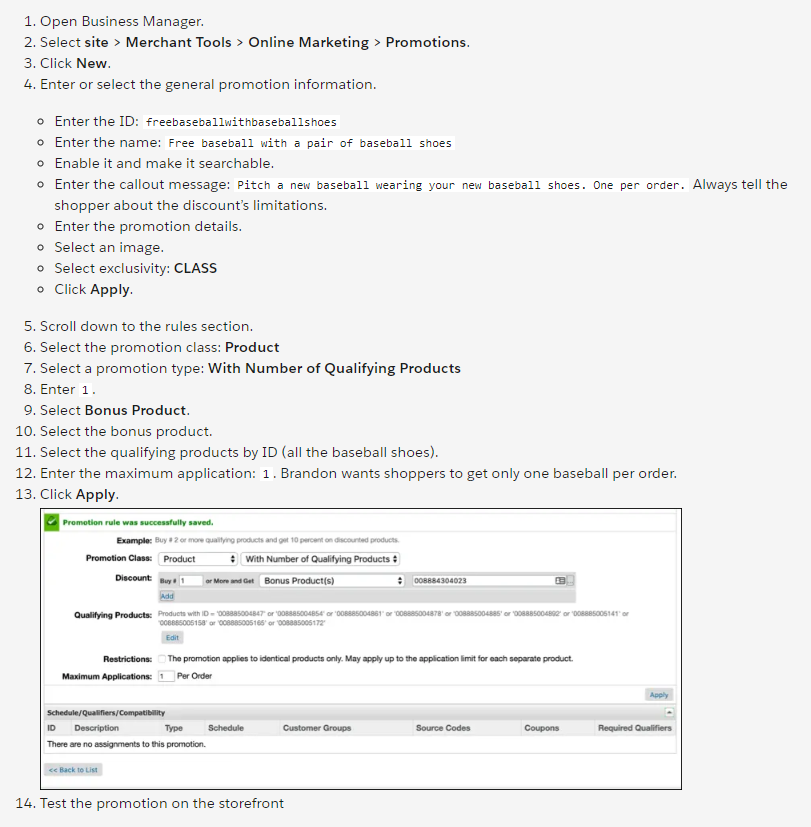 1. Open Business Manager.
2. Select site > Merchant Tools > Online Marketing > Promotions.
3. Click New.
4. Enter or select the general promotion information.
Enter the ID: freebaseballwithbaseballshoes
Enter the name: Free baseball with a pair of baseball shoes
Enable it and make it searchable.
Enter the callout message: Pitch a new baseball wearing your new baseball shoes. One per order. Always tell the
shopper about the discount's limitations.
Enter the promotion details.
Select an image.
Select exclusivity: CLASS
Click Apply.
5. Scroll down to the rules section.
6. Select the promotion class: Product
7. Select a promotion type: With Number of Qualifying Products
8. Enter 1.
9. Select Bonus Product.
10. Select the bonus product.
11. Select the qualifying products by ID (all the baseball shoes).
12. Enter the maximum application: 1. Brandon wants shoppers to get only one baseball per order.
13. Click Apply.
Promotion rule was successfully saved.
Example: Buy # 2 or more qualifying products and get 10 percent on discounted products.
Promotion Class: Product With Number of Qualifying Products
Discount: Buy # 1 or More and Get Bonus Product(s) 008884304023
Add
Qualifying Products: Products with ID = '008885004847' or '008885004854' or '008885004861' or '008885004878' or '008885004885' or '008885004892' or '008885005141' or
'008885005158' or '008885005165' or '008885005172'
Edit
Restrictions: The promotion applies to identical products only. May apply up to the application limit for each separate product.
Maximum Applications: 1 Per Order
Apply
Schedule/Qualifiers/Compatibility
ID Description Type Schedule Customer Groups Source Codes Coupons Required Qualifiers
There are no assignments to this promotion.
<< Back to List
14. Test the promotion on the storefront